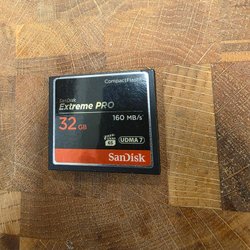 CompactFlash
SanDisk
Extreme PRO
160 MB/s
32 GB
UDMA 7
SanDisk